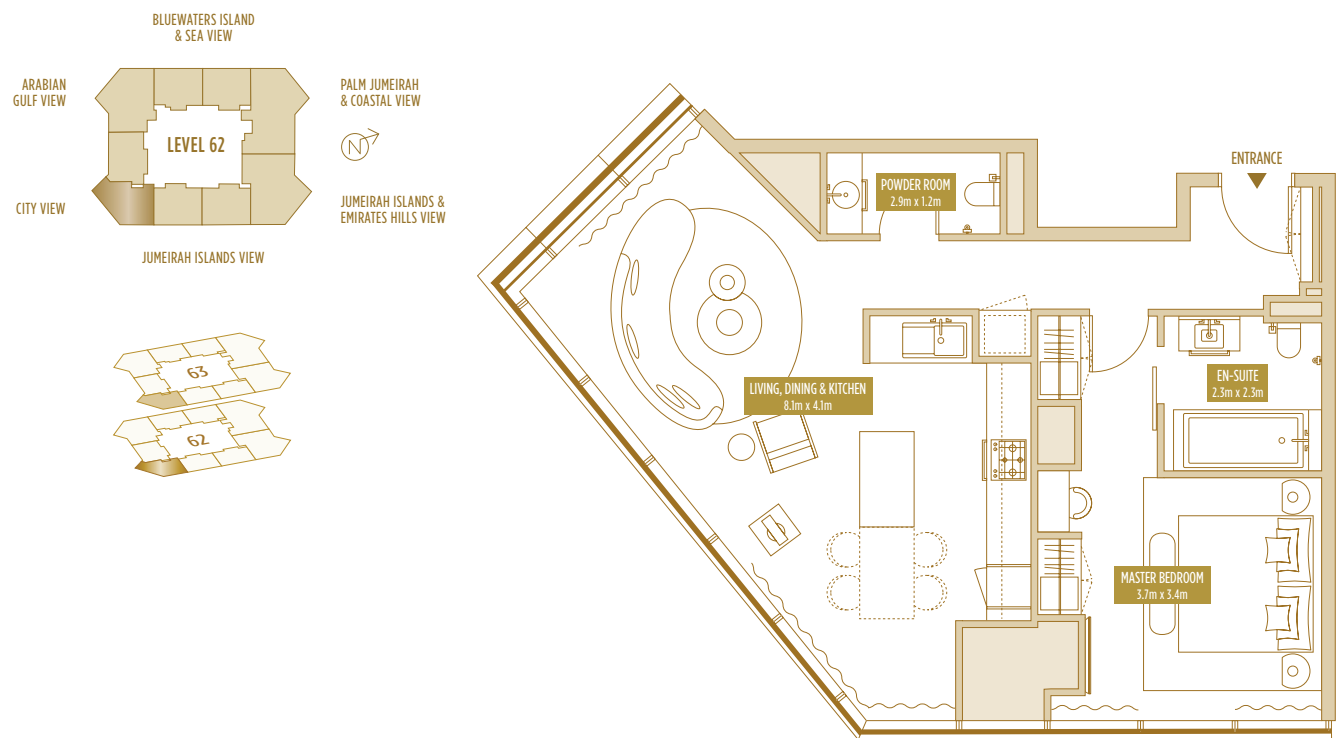 BLUEWATERS ISLAND
& SEA VIEW
ARABIAN
GULF VIEW
PALM JUMEIRAH
& COASTAL VIEW
LEVEL 62
N
CITY VIEW
JUMEIRAH ISLANDS &
EMIRATES HILLS VIEW
JUMEIRAH ISLANDS VIEW
63
62
ENTRANCE
POWDER ROOM
2.9m x 1.2m
LIVING, DINING & KITCHEN
8.1m x 4.1m
EN-SUITE
2.3m x 2.3m
MASTER BEDROOM
3.7m x 3.4m